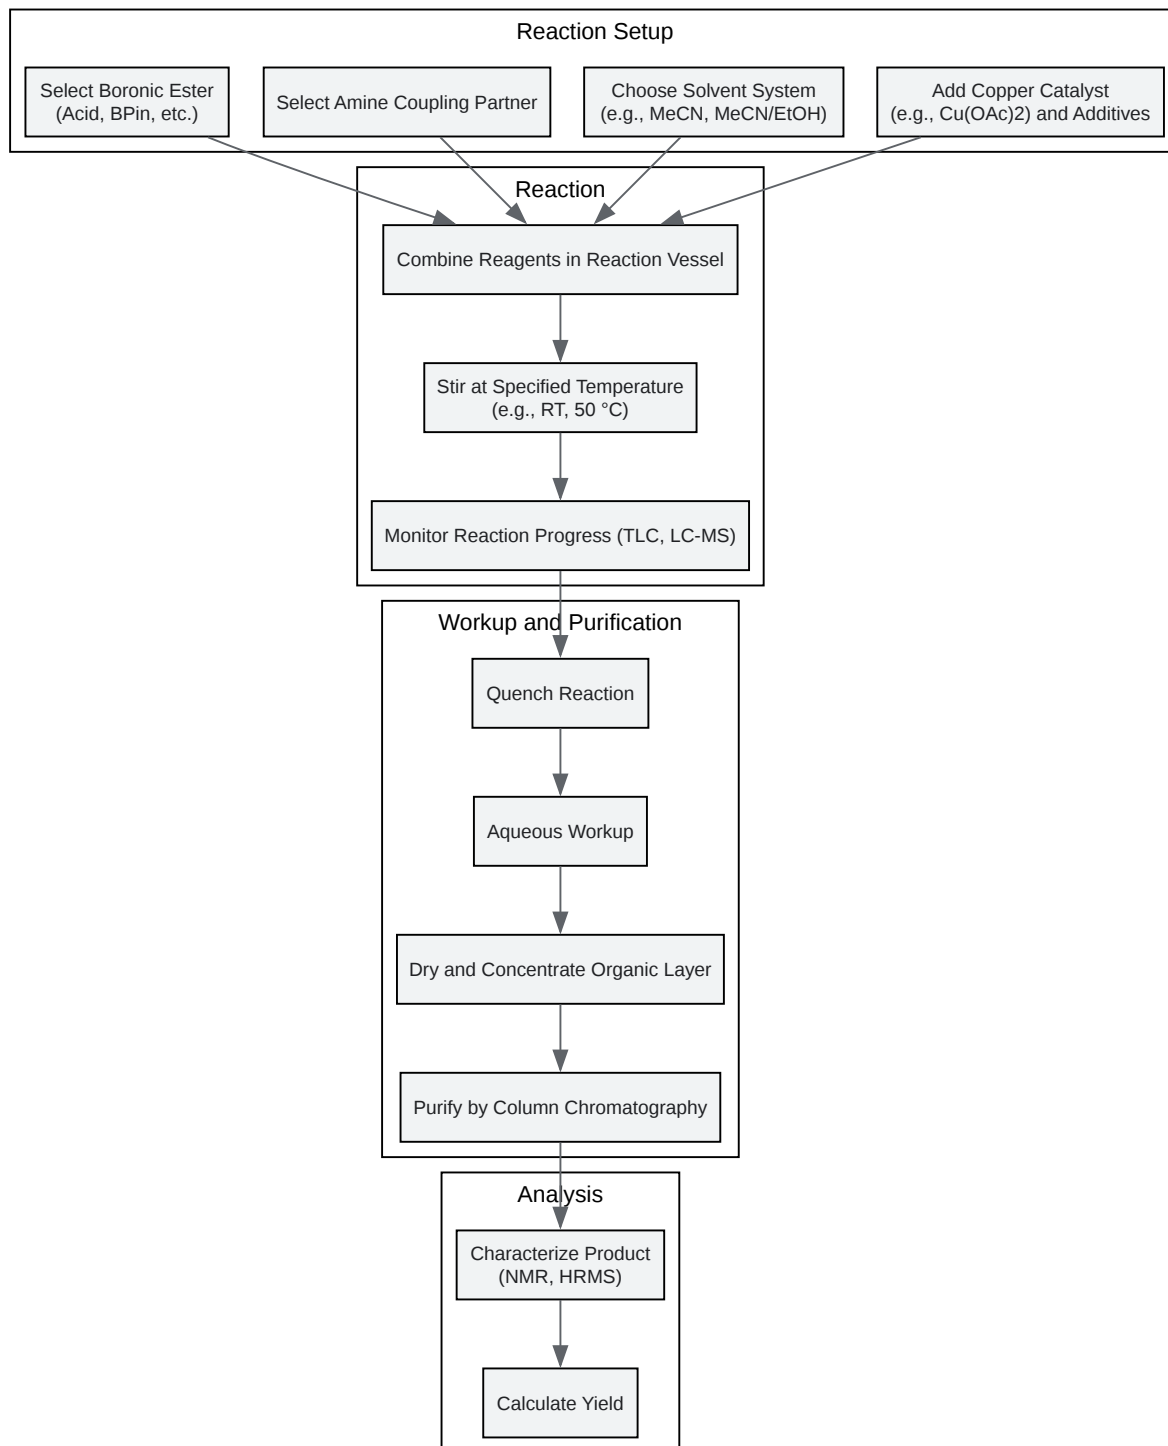 Reaction Setup
Select Boronic Ester
(Acid, BPin, etc.)
Select Amine Coupling Partner
Choose Solvent System
(e.g., MeCN, MeCN/EtOH)
Add Copper Catalyst
(e.g., Cu(OAc)2) and Additives
Reaction
Combine Reagents in Reaction Vessel
Stir at Specified Temperature
(e.g., RT, 50 °C)
Monitor Reaction Progress (TLC, LC-MS)
Workup and Purification
Quench Reaction
Aqueous Workup
Dry and Concentrate Organic Layer
Purify by Column Chromatography
Analysis
Characterize Product
(NMR, HRMS)
Calculate Yield